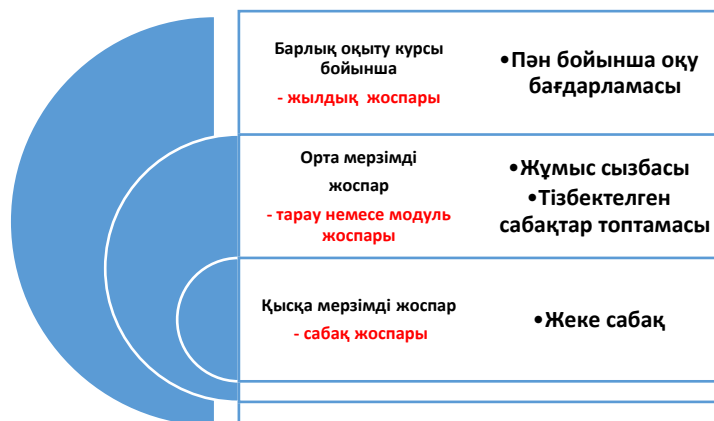 Барлық оқыту курсы
бойынша
- жылдық жоспары
•Пән бойынша оқу
бағдарламасы
Орта мерзімді
жоспар
- тарау немесе модуль
жоспары
•Жұмыс сызбасы
•Тізбектелген
сабақтар топтамасы
Қысқа мерзімді жоспар
- сабақ жоспары
•Жеке сабақ